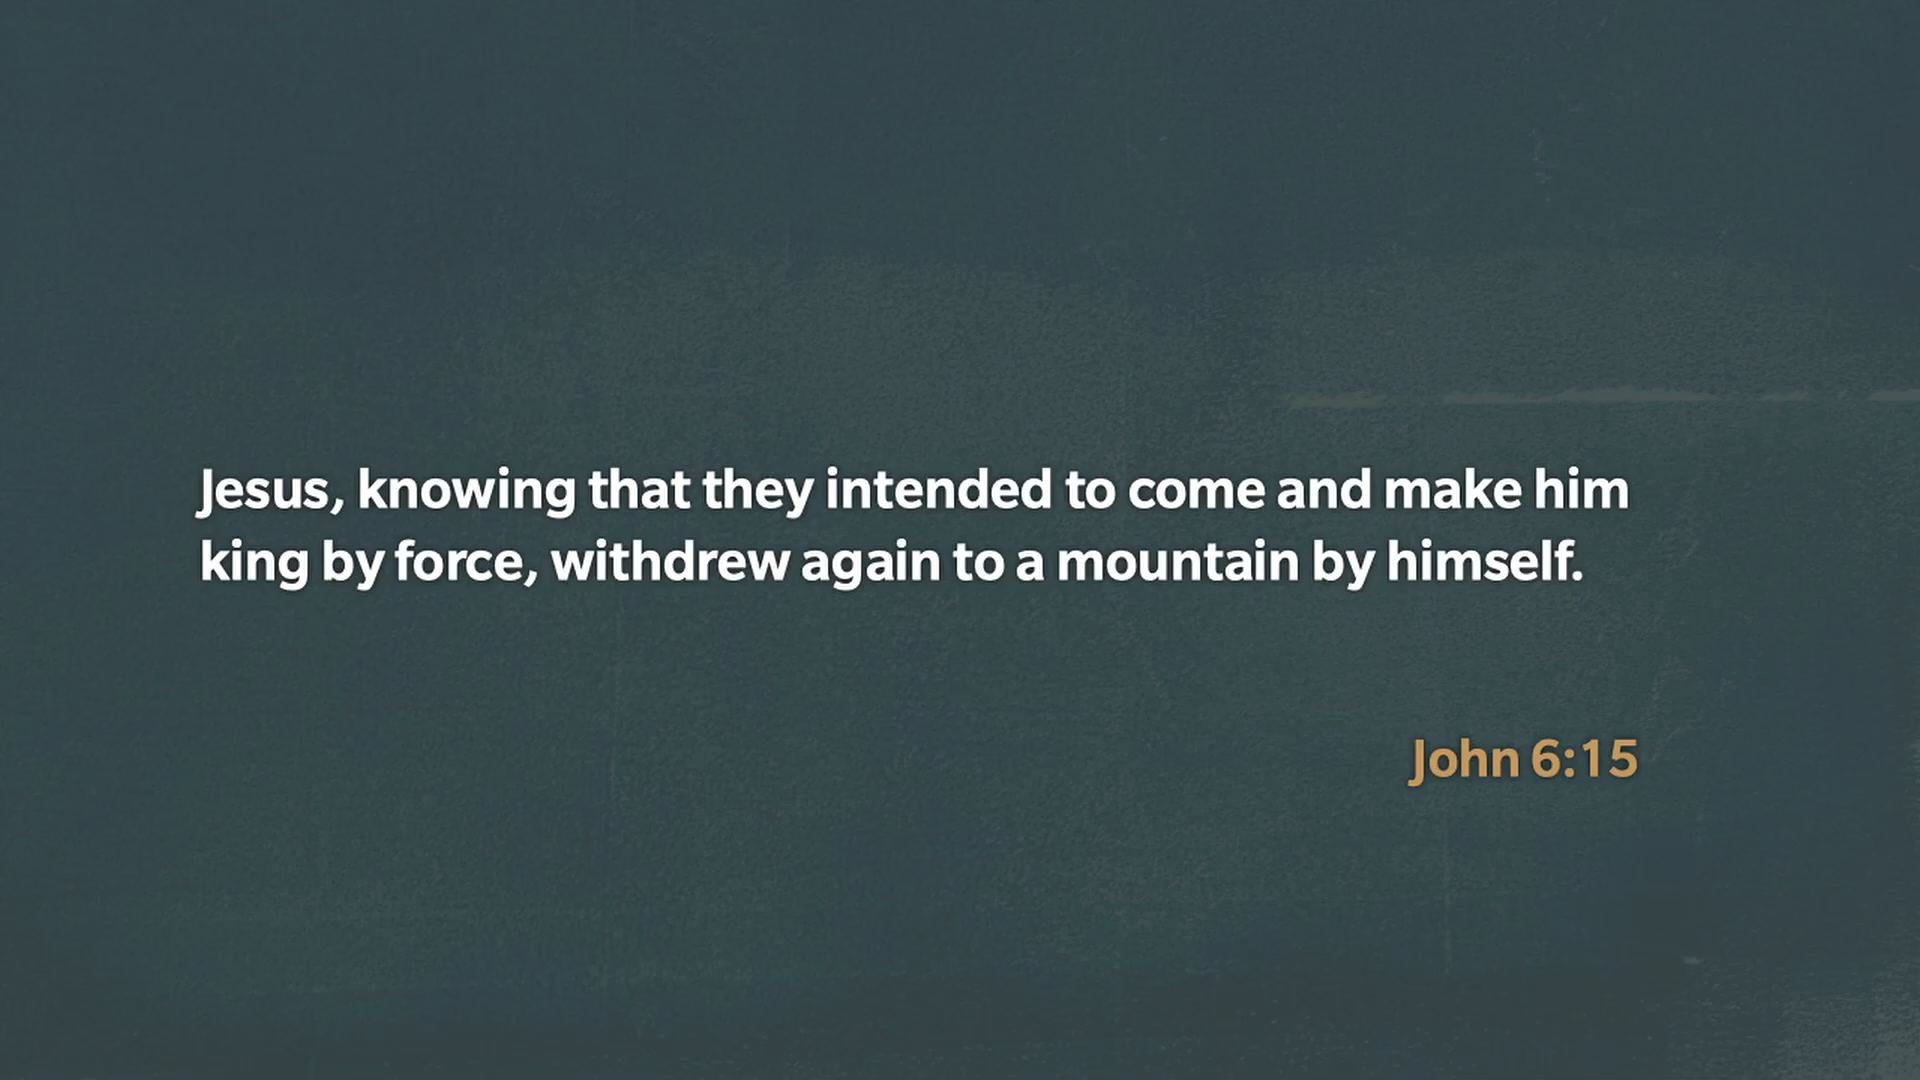 Jesus, knowing that they intended to come and make him
king by force, withdrew again to a mountain by himself.
John 6:15